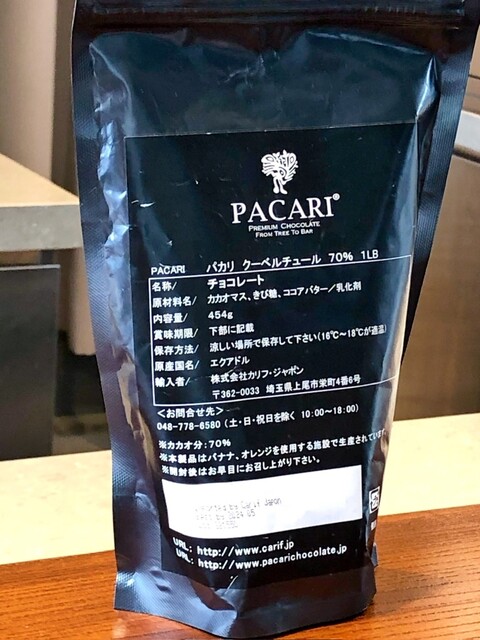 PACARI®
PREMIUM CHOCOLATE
FROM TREE TO BAR
PACARI パカリ クーベルチュール 70% 1LB
名称/ チョコレート
原材料名/ カカオマス、きび糖、ココアバター/乳化剤
内容量/ 454g
賞味期限/ 下部に記載
保存方法/ 涼しい場所で保存して下さい(16℃〜18℃が適温)
原産国名/ エクアドル
輸入者/ 株式会社カリフ・ジャポン
〒362-0033 埼玉県上尾市栄町4番6号
<お問合せ先>
048-778-6580 (土・日・祝日を除く 10:00〜18:00)
※カカオ分:70%
※本製品はバナナ、オレンジを使用する施設で生産されています。
※開封後はお早目にお召し上がり下さい。
by Carif Japon
URL: http://www.carif.jp
URL: http://www.pacarichocolate.jp